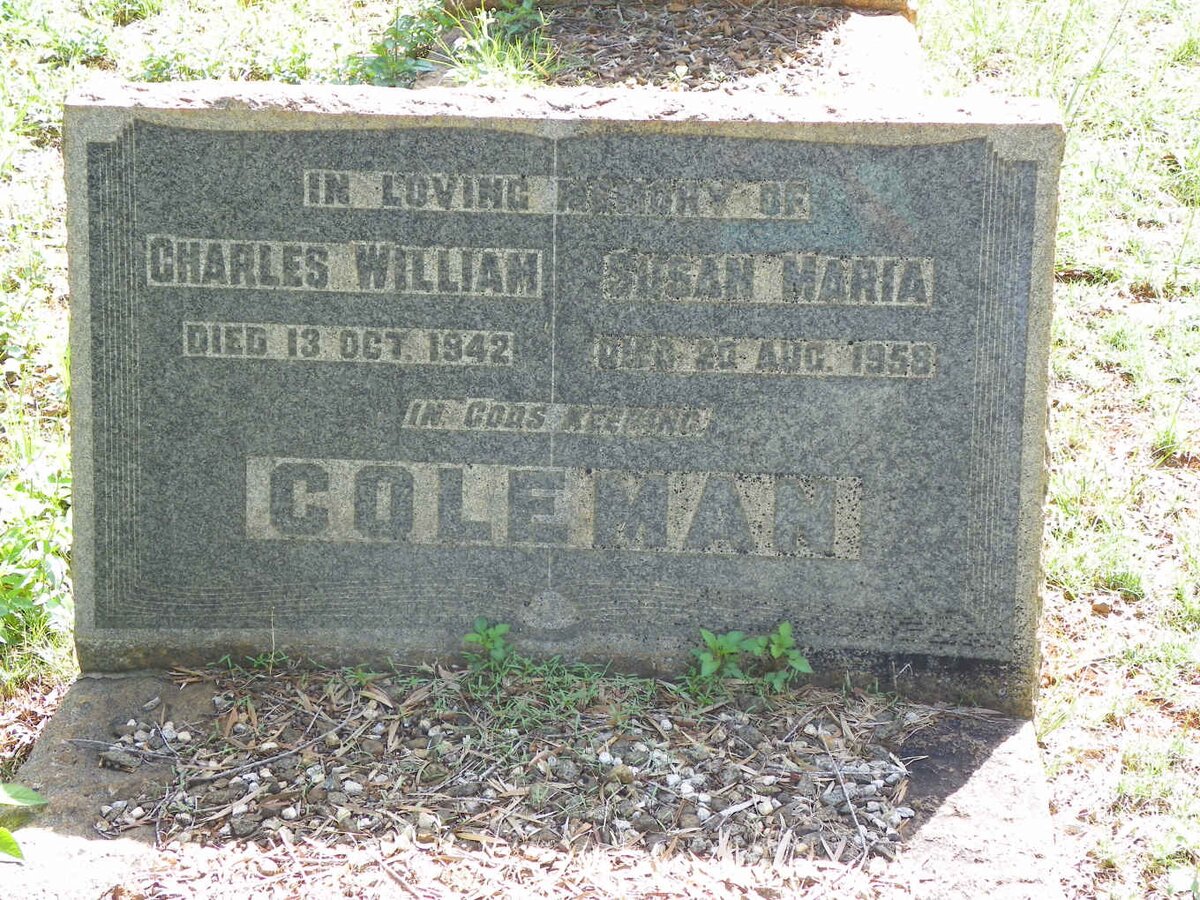 IN LOVING MEMORY OF
CHARLES WILLIAM
DIED 13 OCT. 1942
SUSAN MARIA
DIED 20 AUG. 1958
IN GODS KEEPING
COLEMAN